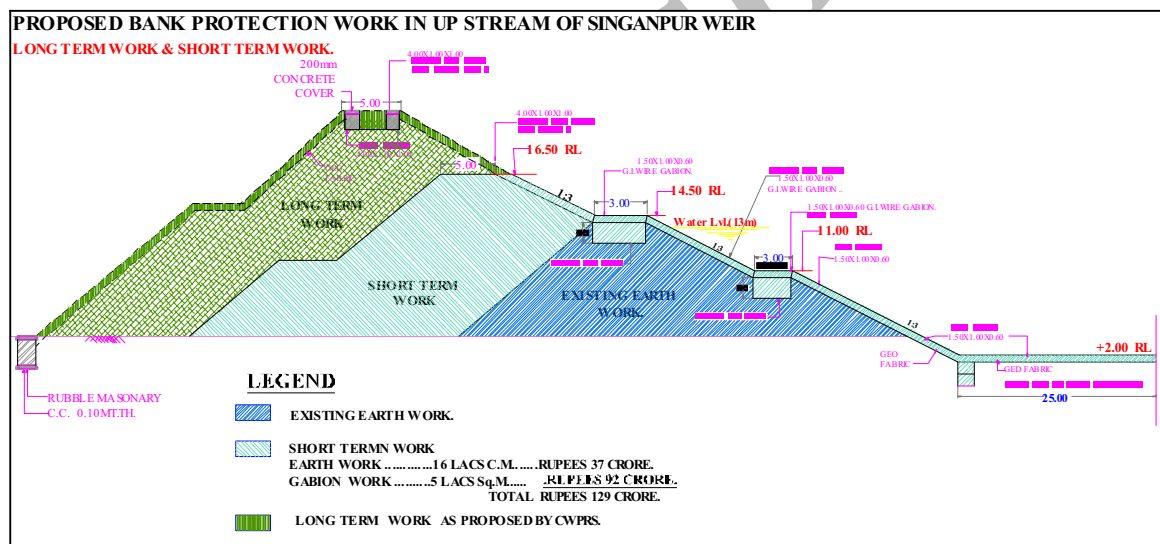 PROPOSED BANK PROTECTION WORK IN UP STREAM OF SINGANPUR WEIR
LONG TERM WORK & SHORT TERM WORK.
4.00X1.00X1.00
200mm
CONCRETE
COVER
5.00
4.00X1.00X1.00
16.50 RL
5.00
1:3
1.50X1.00X0.60
G.I.WIRE GABION.
3.00
14.50 RL
1.50X1.00X0.60
G.I.WIRE GABION ..
Water Lvl.(13m)
1:3
1.50X1.00X0.60 G.I.WIRE GABION.
11.00 RL
3.00
1.50X1.00X0.60
LONG TERM
WORK
SHORT TERM
WORK
EXISTING EARTH
WORK.
1:3
1.50X1.00X0.60
+2.00 RL
GEO
FABRIC
GEO FABRIC
25.00
RUBBLE MASONARY
C.C. 0.10MT.TH.
LEGEND
EXISTING EARTH WORK.
SHORT TERMN WORK
EARTH WORK ..............16 LACS C.M.......RUPEES 37 CRORE.
GABION WORK .........5 LACS Sq.M...... .RUPEES 92 CRORE.
TOTAL RUPEES 129 CRORE.
LONG TERM WORK AS PROPOSED BY CWPRS.